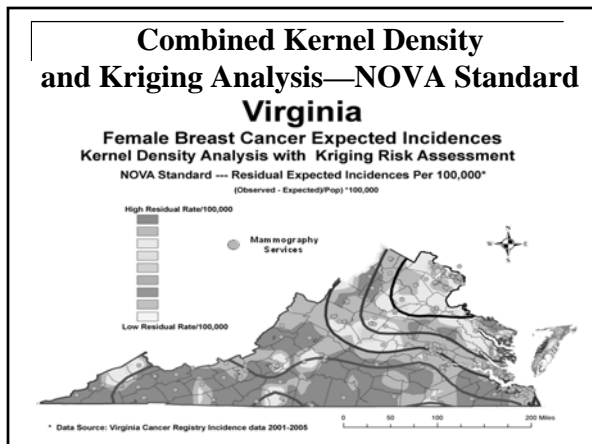 Combined Kernel Density
and Kriging Analysis—NOVA Standard
Virginia
Female Breast Cancer Expected Incidences
Kernel Density Analysis with Kriging Risk Assessment
NOVA Standard --- Residual Expected Incidences Per 100,000*
(Observed - Expected)/Pop) *100,000
High Residual Rate/100,000
Mammography
Services
N
W E
S
Low Residual Rate/100,000
* Data Source: Virginia Cancer Registry Incidence data 2001-2005
0 50 100 200 Miles